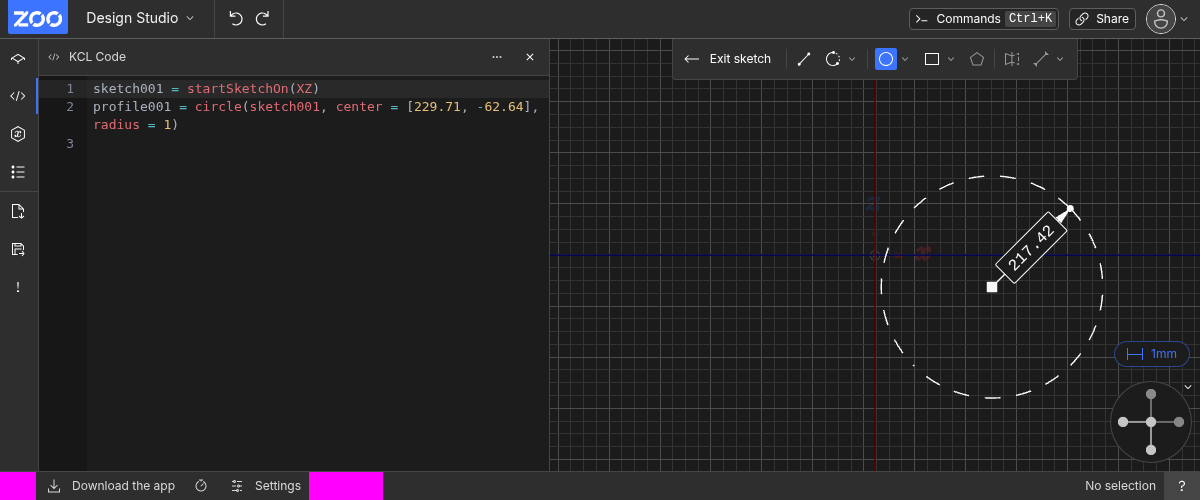 ZOO Design Studio Commands Ctrl+K Share
KCL Code
Exit sketch
1 sketch001 = startSketchOn(XZ)
2 profile001 = circle(sketch001, center = [229.71, -62.64],
radius = 1)
3
217.42
1mm
Download the app Settings No selection ?